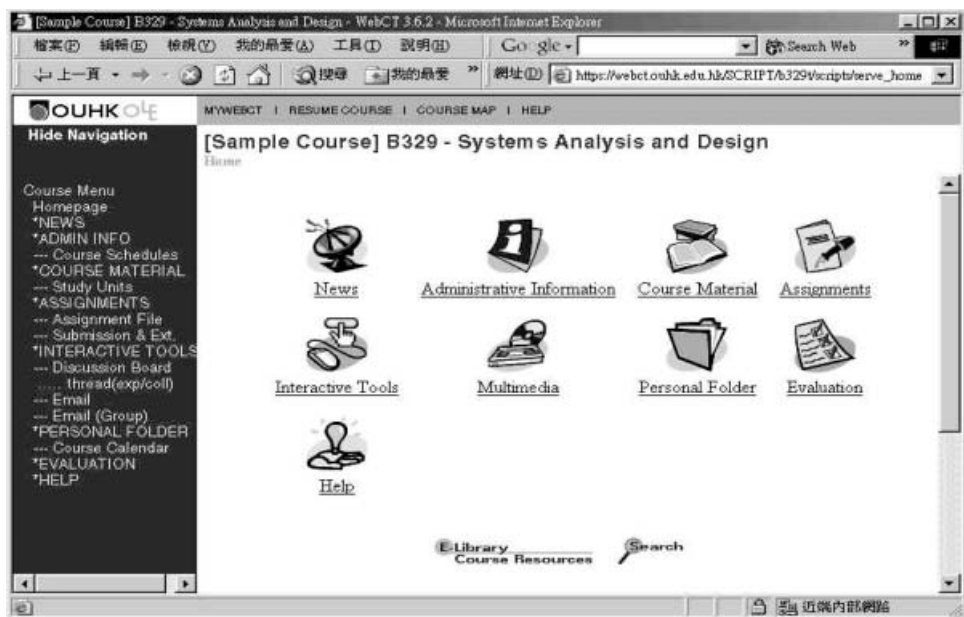 [Sample Course] B329 - Systems Analysis and Design - WebCT 3.6.2 - Microsoft Internet Explorer
檔案(F) 編輯(E) 檢視(V) 我的最愛(A) 工具(T) 說明(H) Google Search Web »
上一頁 搜尋 我的最愛 » 網址(D) https://webct.ouhk.edu.hk/SCRIPT/b329t/scripts/serve_home
OUHK OLE MYWEBCT | RESUME COURSE | COURSE MAP | HELP
Hide Navigation
[Sample Course] B329 - Systems Analysis and Design
Home
Course Menu
Homepage
*NEWS
*ADMIN INFO
--- Course Schedules
*COURSE MATERIAL
--- Study Units
*ASSIGNMENTS
--- Assignment File
--- Submission & Ext.
*INTERACTIVE TOOLS
--- Discussion Board
..... thread(exp/coll)
--- Email
--- Email (Group)
*PERSONAL FOLDER
--- Course Calendar
*EVALUATION
*HELP
News Administrative Information Course Material Assignments
Interactive Tools Multimedia Personal Folder Evaluation
Help
E-Library Search
Course Resources
近端內部網路